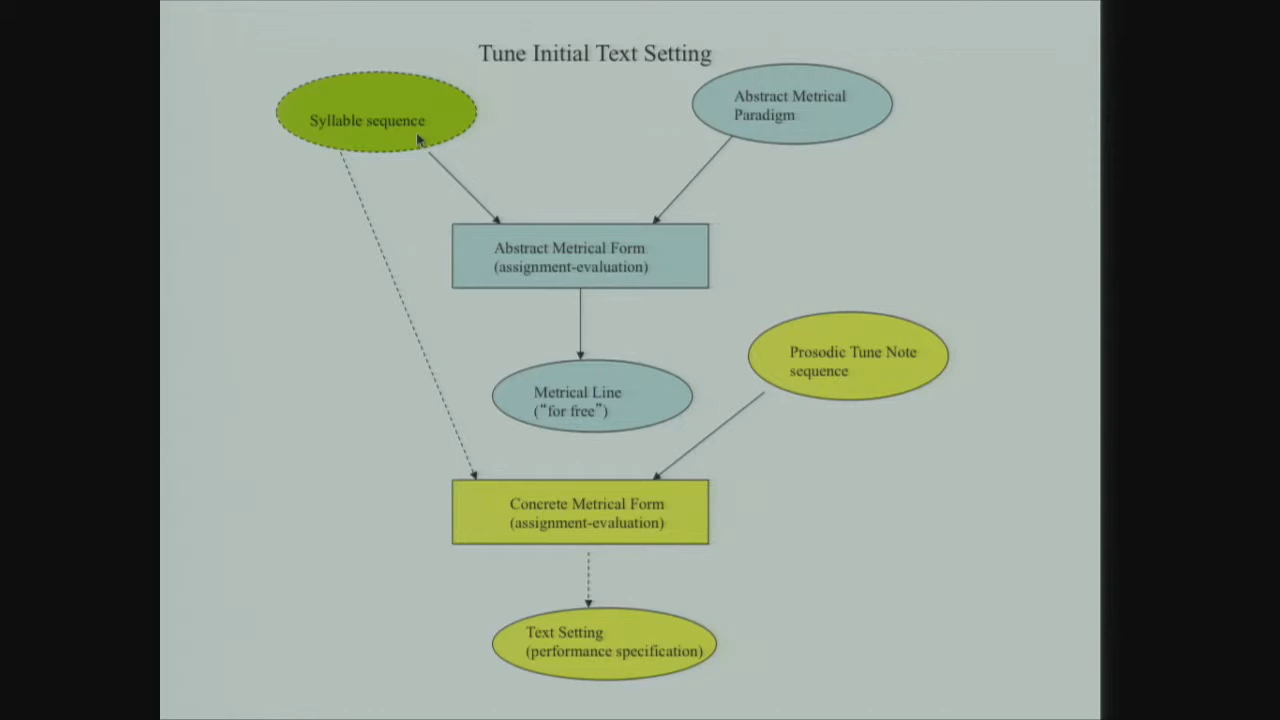 Tune Initial Text Setting
Syllable sequence
Abstract Metrical
Paradigm
Abstract Metrical Form
(assignment-evaluation)
Prosodic Tune Note
sequence
Metrical Line
(“for free”)
Concrete Metrical Form
(assignment-evaluation)
Text Setting
(performance specification)